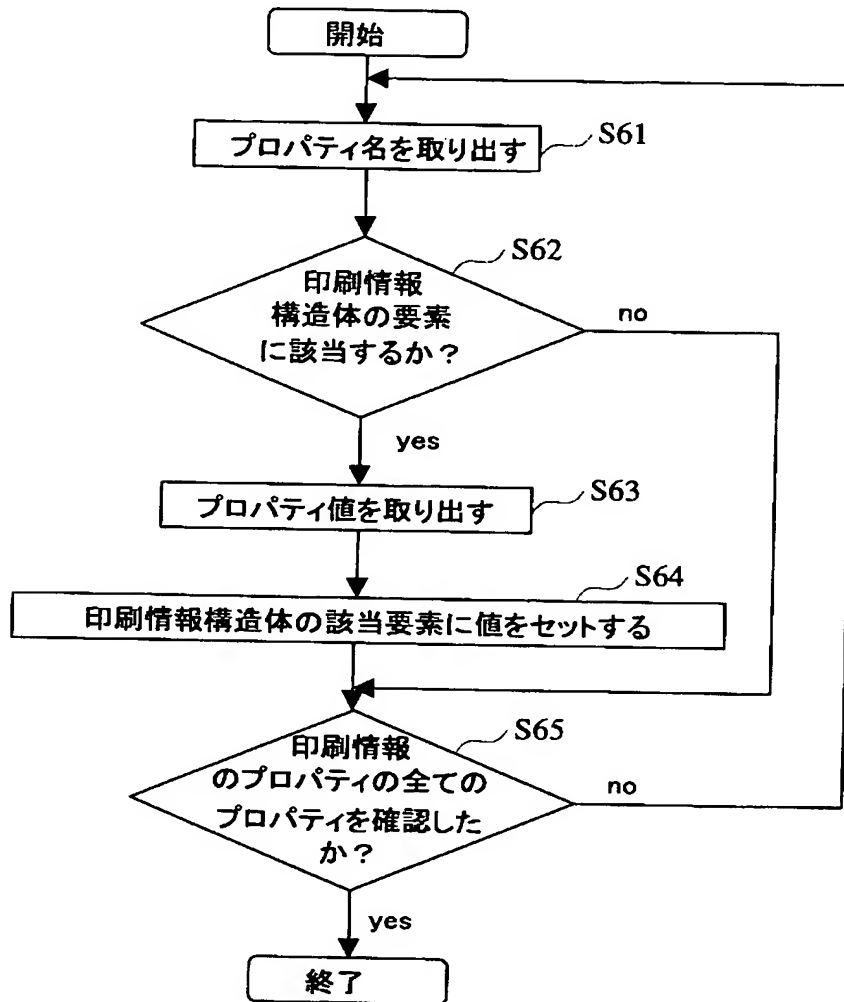 開始
プロパティ名を取り出す
S61
S62
印刷情報
構造体の要素
に該当するか？
no
yes
S63
プロパティ値を取り出す
S64
印刷情報構造体の該当要素に値をセットする
S65
印刷情報
のプロパティの全ての
プロパティを確認した
か？
no
yes
終了